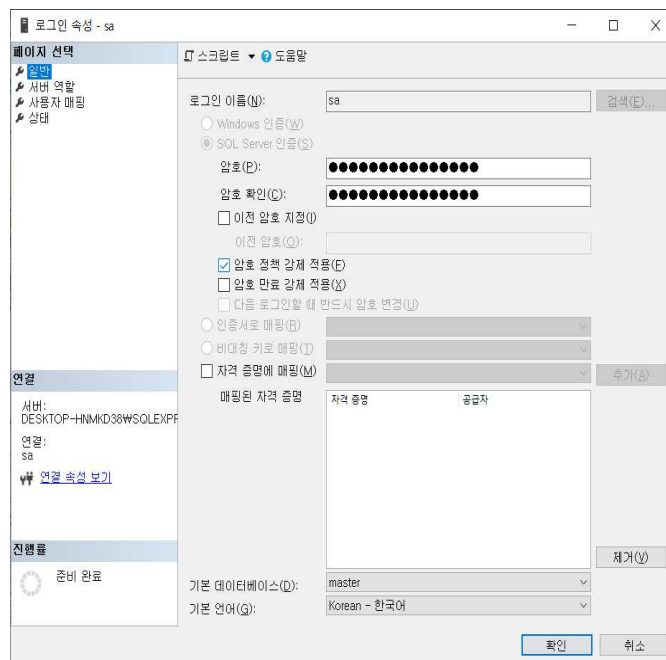 로그인 속성 - sa
페이지 선택
일반
서버 역할
사용자 매핑
상태
스크립트 도움말
로그인 이름(N): sa 검색(E)...
Windows 인증(W)
SQL Server 인증(S)
암호(P): ●●●●●●●●●●●●●●●
암호 확인(C): ●●●●●●●●●●●●●●●
이전 암호 지정(I)
이전 암호(O):
암호 정책 강제 적용(F)
암호 만료 강제 적용(X)
다음 로그인할 때 반드시 암호 변경(U)
인증서로 매핑(R)
비대칭 키로 매핑(T)
자격 증명에 매핑(M) 추가(A)
매핑된 자격 증명 자격 증명 공급자
연결
서버:
DESKTOP-HNMKD38₩SQLEXPF
연결:
sa
연결 속성 보기
진행률
준비 완료
제거(V)
기본 데이터베이스(D): master
기본 언어(G): Korean - 한국어
확인 취소